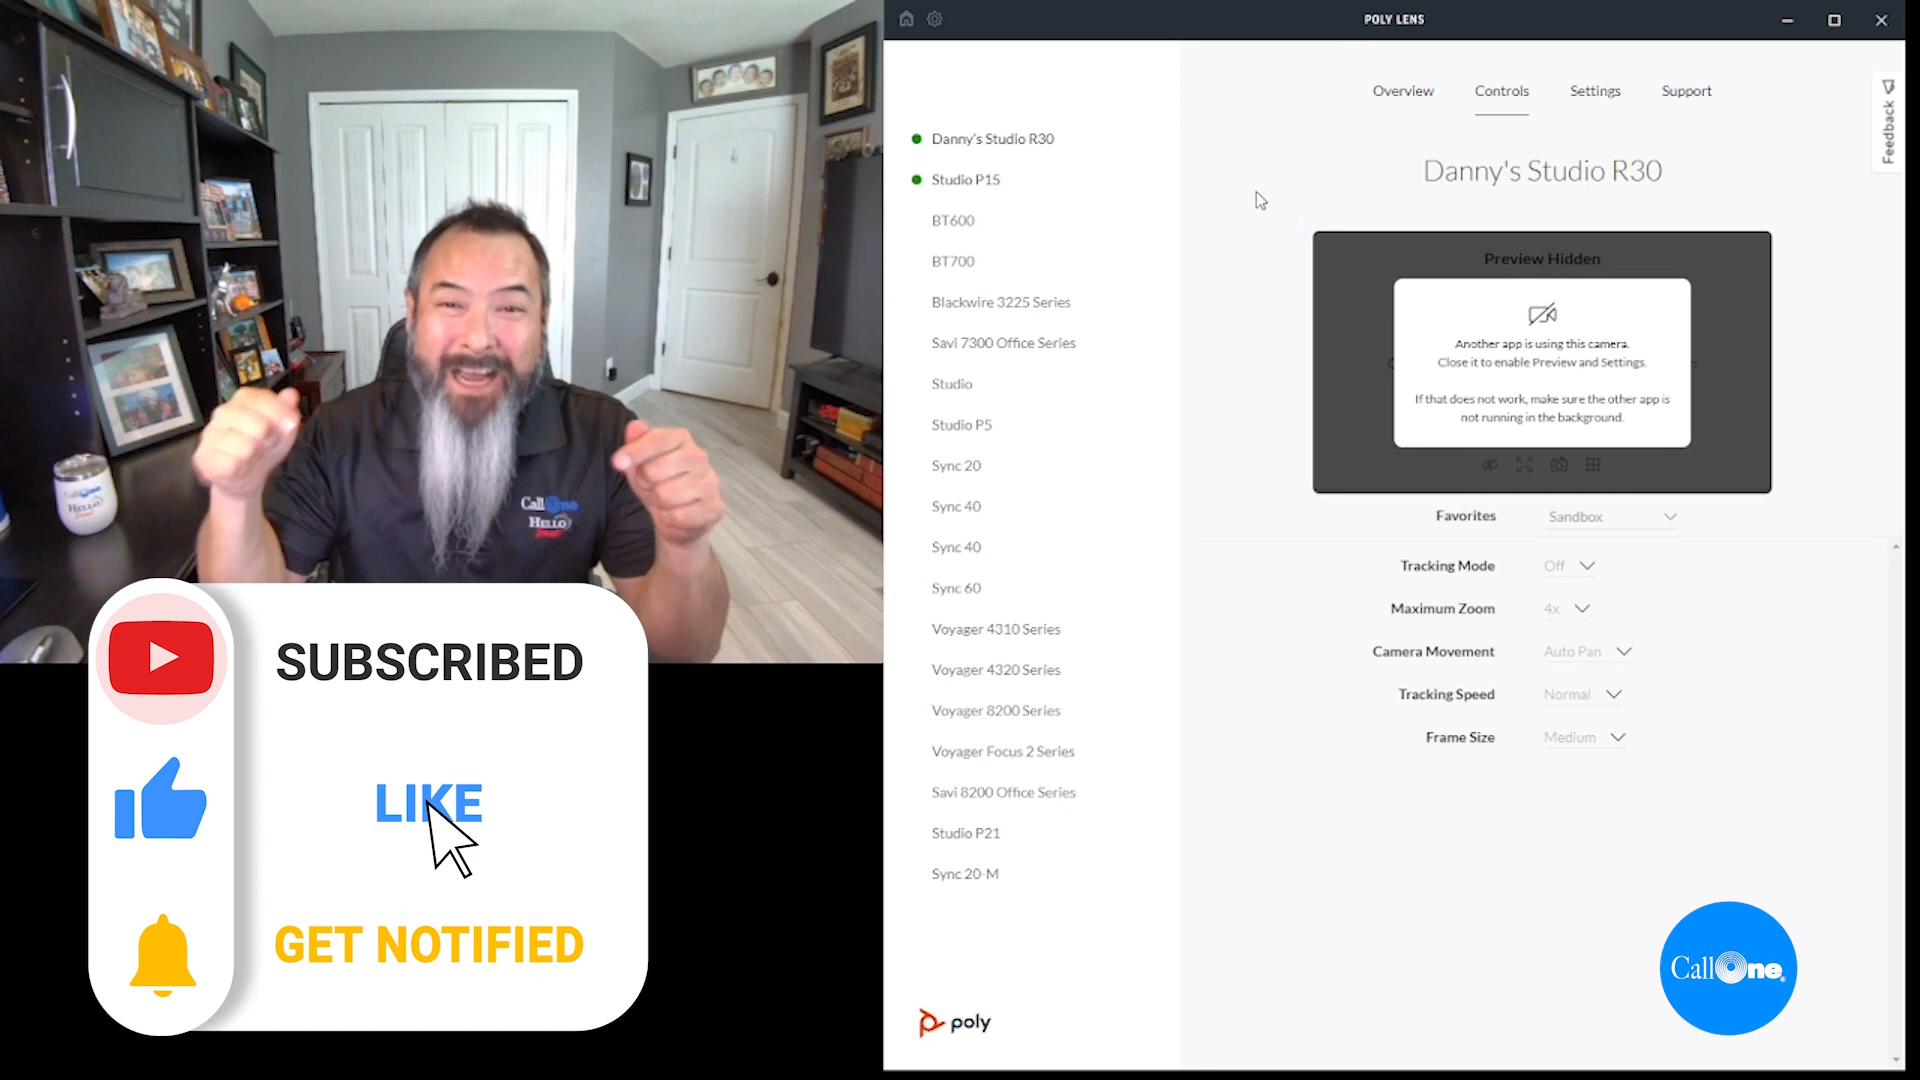 CallOne
HELLO
Call One
HELLO
SUBSCRIBED
LIKE
GET NOTIFIED
POLY LENS
Danny's Studio R30
Studio P15
BT600
BT700
Blackwire 3225 Series
Savi 7300 Office Series
Studio
Studio P5
Sync 20
Sync 40
Sync 40
Sync 60
Voyager 4310 Series
Voyager 4320 Series
Voyager 8200 Series
Voyager Focus 2 Series
Savi 8200 Office Series
Studio P21
Sync 20-M
poly
Overview
Controls
Settings
Support
Feedback
Danny's Studio R30
Preview Hidden
Another app is using this camera.
Close it to enable Preview and Settings.
If that does not work, make sure the other app is
not running in the background.
Favorites Sandbox
Tracking Mode Off
Maximum Zoom 4x
Camera Movement Auto Pan
Tracking Speed Normal
Frame Size Medium
CallOne®